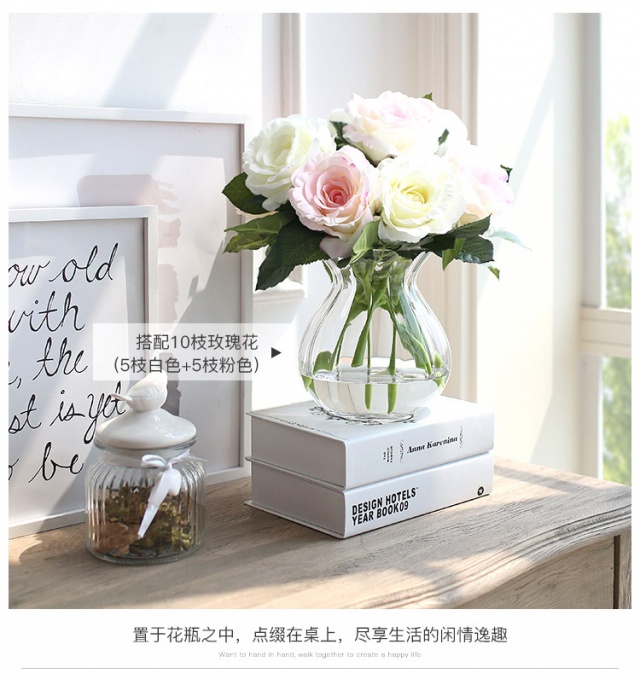 ow old
with
, the
st is yet
o be
搭配10枝玫瑰花
(5枝白色+5枝粉色)
Anna Karenina
DESIGN HOTELS™
YEAR BOOK09
置于花瓶之中，点缀在桌上，尽享生活的闲情逸趣
Want to hand in hand, walk together to create a happy life